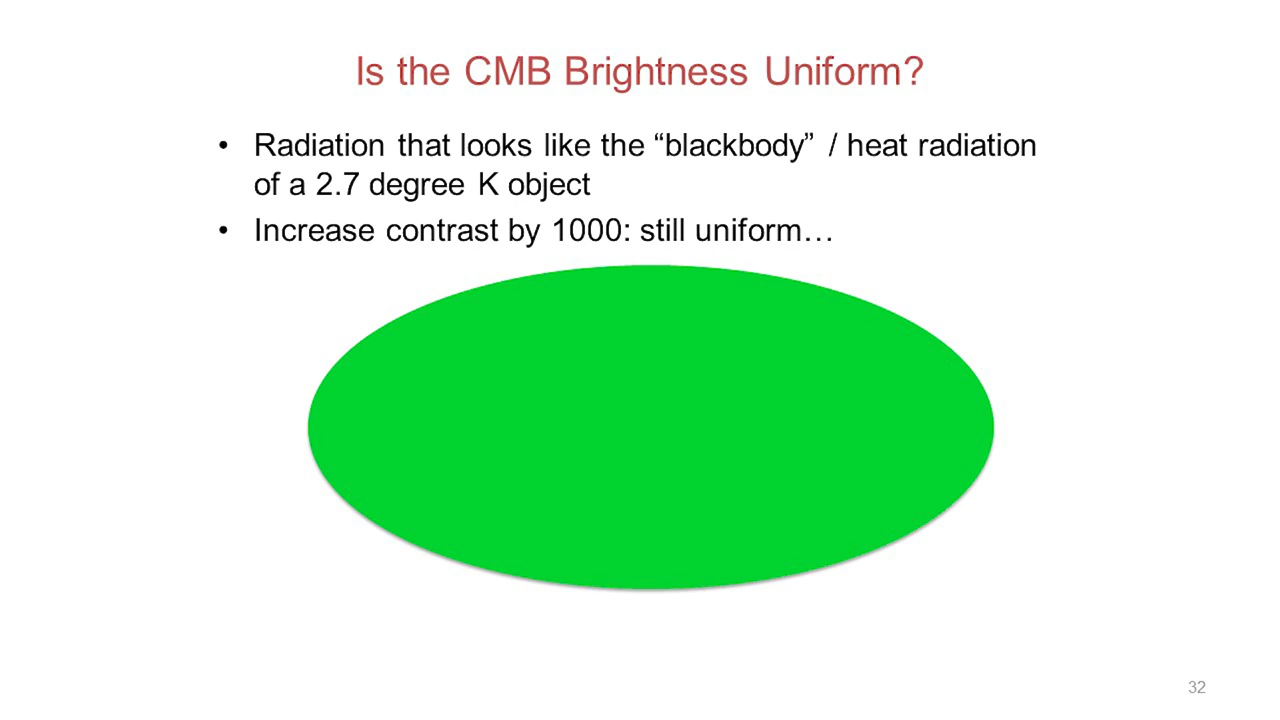 Is the CMB Brightness Uniform?
• Radiation that looks like the “blackbody” / heat radiation
of a 2.7 degree K object
• Increase contrast by 1000: still uniform…
32